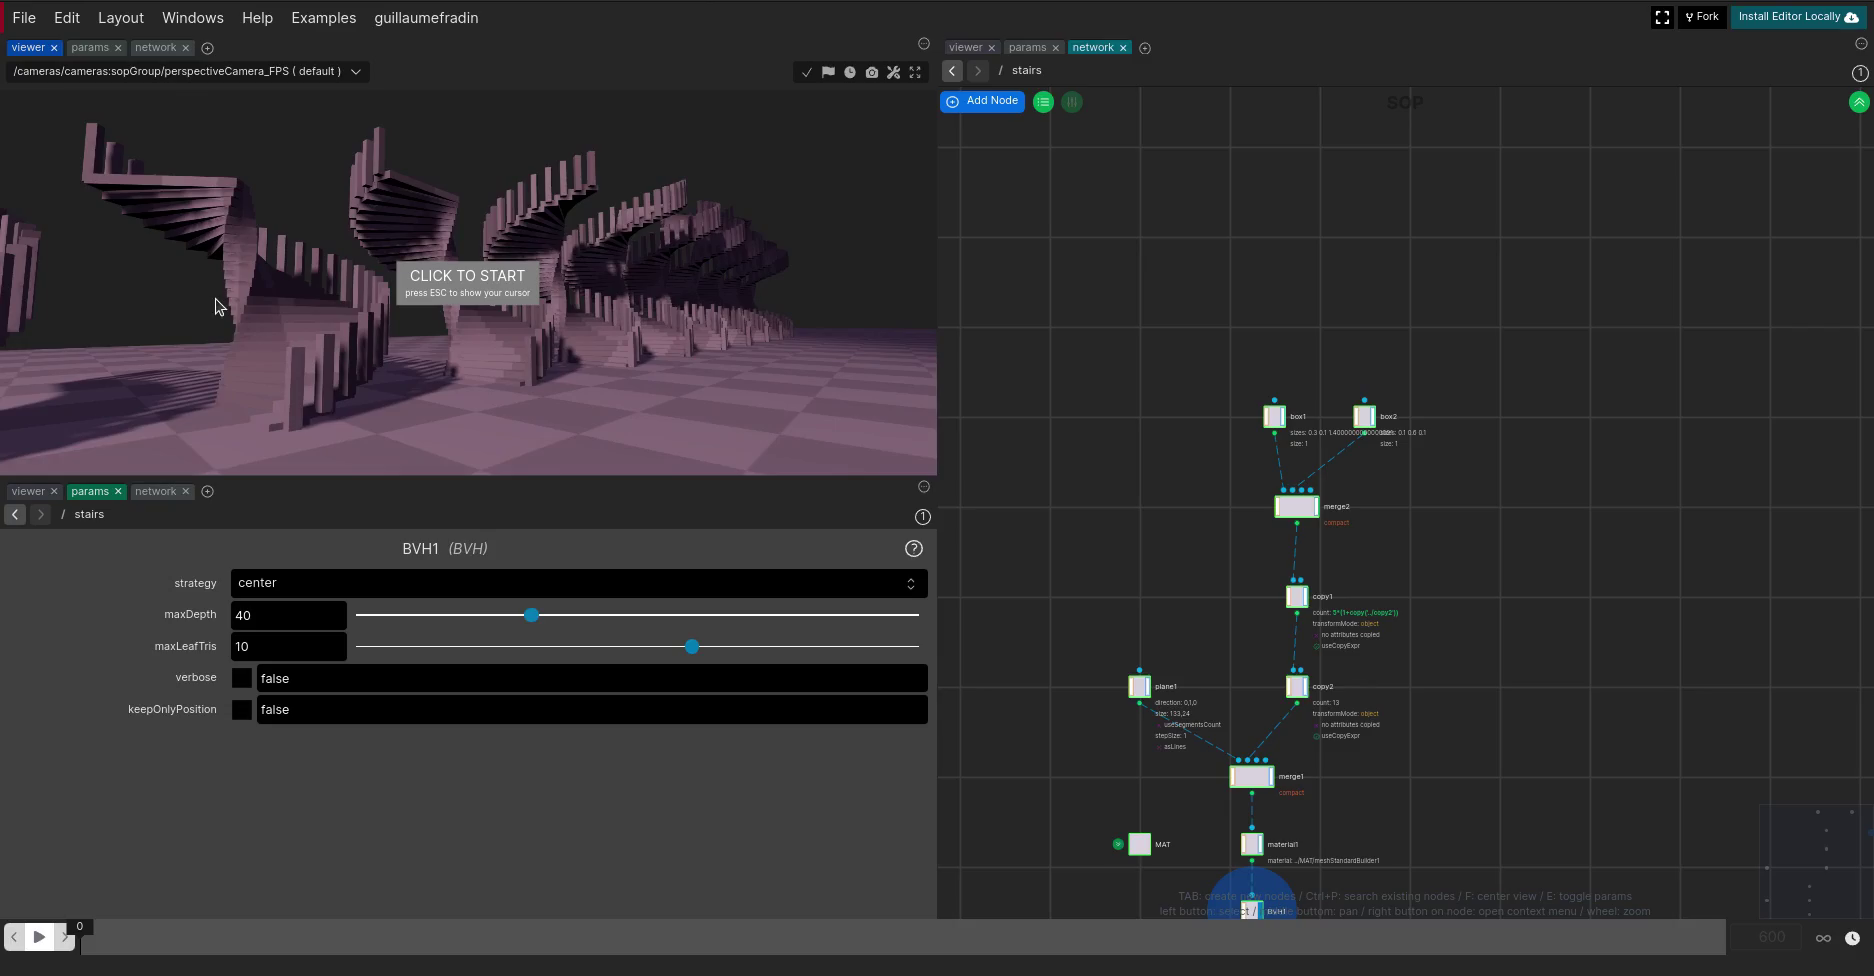 File Edit Layout Windows Help Examples guillaumefradin
Fork Install Editor Locally
viewer params network
/cameras/cameras:sopGroup/perspectiveCamera_FPS ( default )
CLICK TO START
press ESC to show your cursor
viewer params network
/ stairs
1
BVH1 (BVH)
?
strategy center
maxDepth 40
maxLeafTris 10
verbose false
keepOnlyPosition false
viewer params network
/ stairs
1
Add Node
SOP
box1
sizes: 0.3 0.1
size: 1
box2
0.1 0.6 0.1
size: 1
merge2
compact
copy1
count: 5*(1+copy('../copy2'))
transformMode: object
no attributes copied
useCopyExpr
plane1
direction: 0,1,0
size: 133,24
useSegmentsCount
stepSize: 1
asLines
copy2
count: 13
transformMode: object
no attributes copied
useCopyExpr
merge1
compact
MAT
material1
material: ../MAT/meshStandardBuilder1
BVH1
TAB: create new nodes / Ctrl+P: search existing nodes / F: center view / E: toggle params
left button: select / buttom: pan / right button on node: open context menu / wheel: zoom
0
600